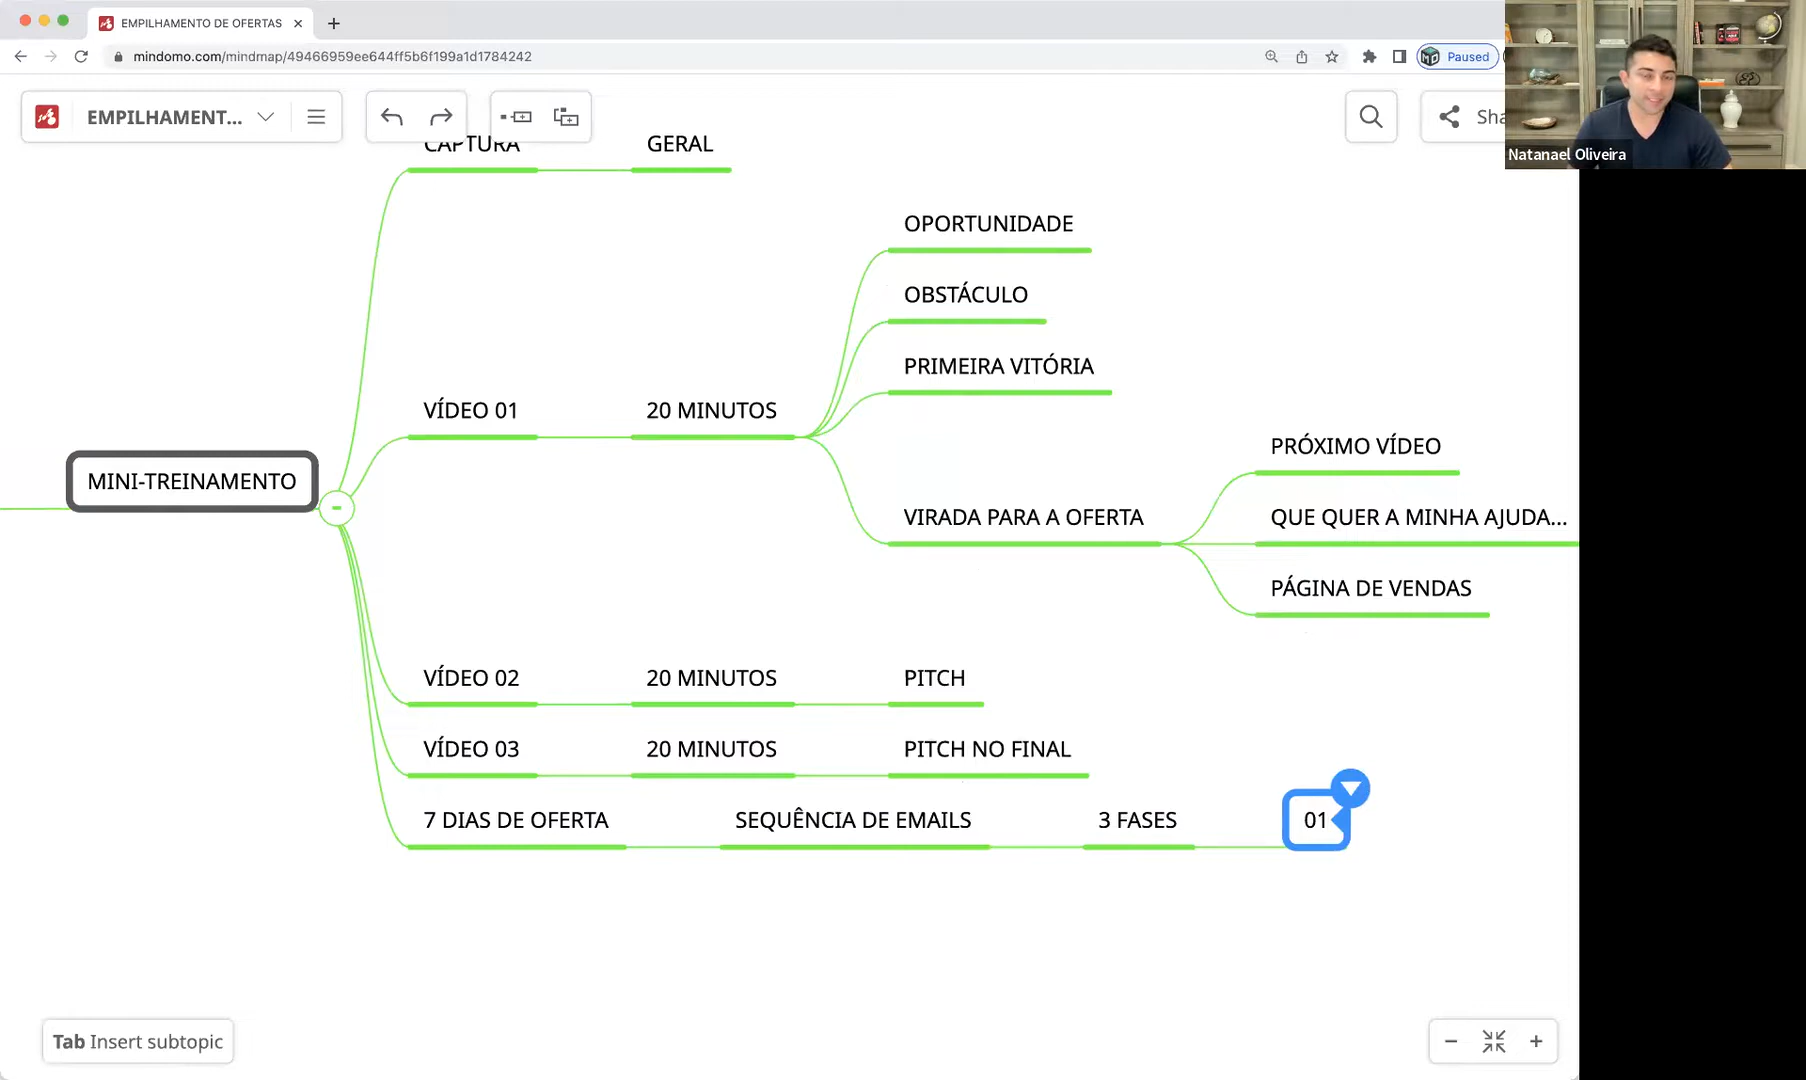 EMPILHAMENTO DE OFERTAS
mindomo.com/mindmap/49466959ee644ff5b6f199a1d1784242
Paused
EMPILHAMENT...
Sha
Natanael Oliveira
CAPTURA
GERAL
OPORTUNIDADE
OBSTÁCULO
PRIMEIRA VITÓRIA
VÍDEO 01
20 MINUTOS
PRÓXIMO VÍDEO
MINI-TREINAMENTO
VIRADA PARA A OFERTA
QUE QUER A MINHA AJUDA...
PÁGINA DE VENDAS
VÍDEO 02
20 MINUTOS
PITCH
VÍDEO 03
20 MINUTOS
PITCH NO FINAL
7 DIAS DE OFERTA
SEQUÊNCIA DE EMAILS
3 FASES
01
Tab Insert subtopic